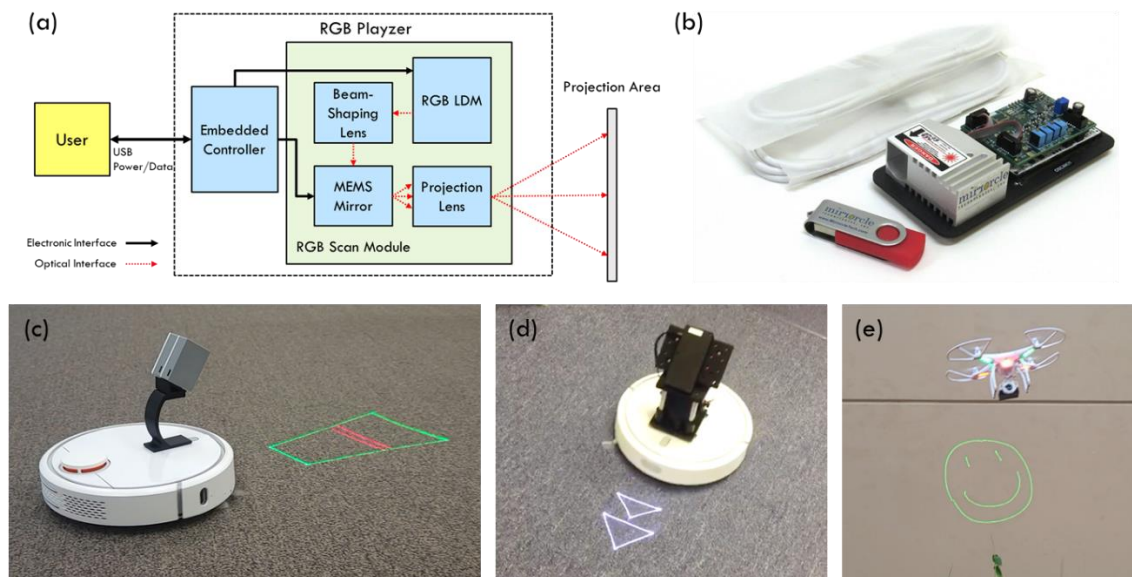 (a)
RGB Playzer
RGB LDM
Beam-
Shaping Lens
Projection Area
User
USB
Power/Data
Embedded
Controller
MEMS
Mirror
Projection
Lens
RGB Scan Module
Electronic Interface
Optical Interface
(b)
mirrorcle
mirrorcle
(c)
(d)
(e)